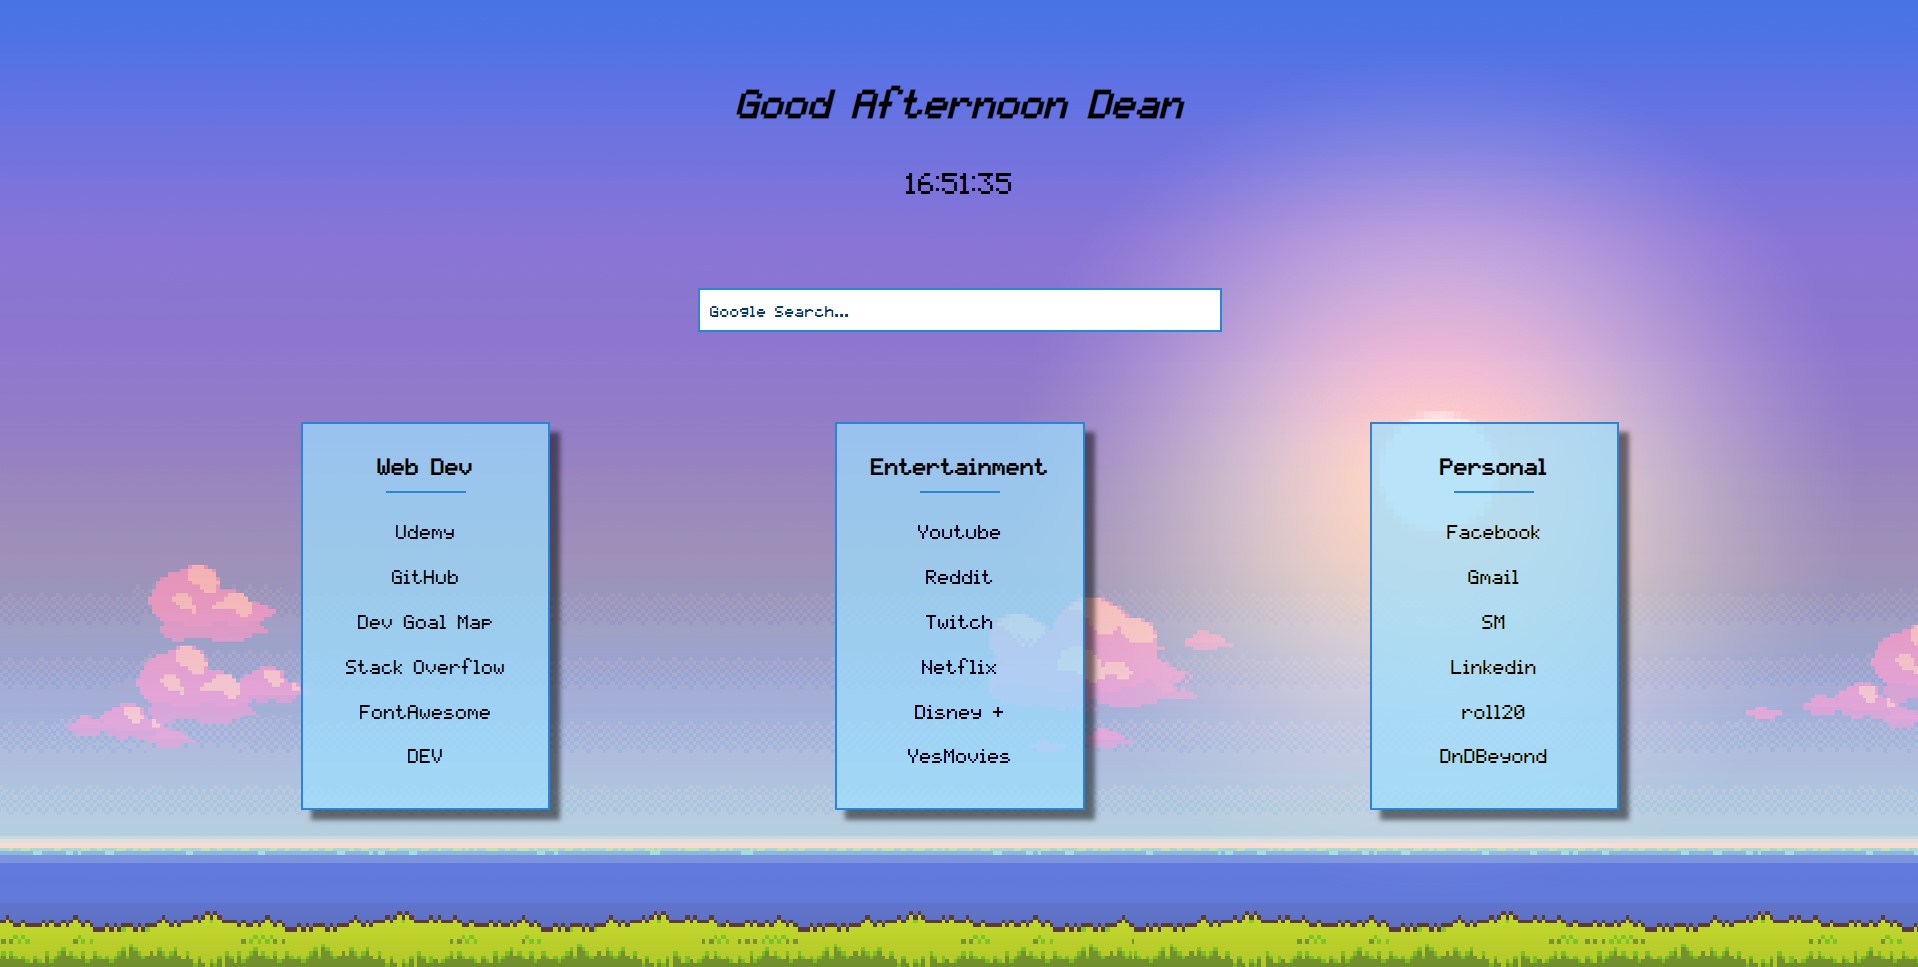 Good Afternoon Dean
16:51:35
Google Search...
Web Dev
Udemy
GitHub
Dev Goal Map
Stack Overflow
FontAwesome
DEV
Entertainment
Youtube
Reddit
Twitch
Netflix
Disney +
YesMovies
Personal
Facebook
Gmail
SM
Linkedin
roll20
DnDBeyond